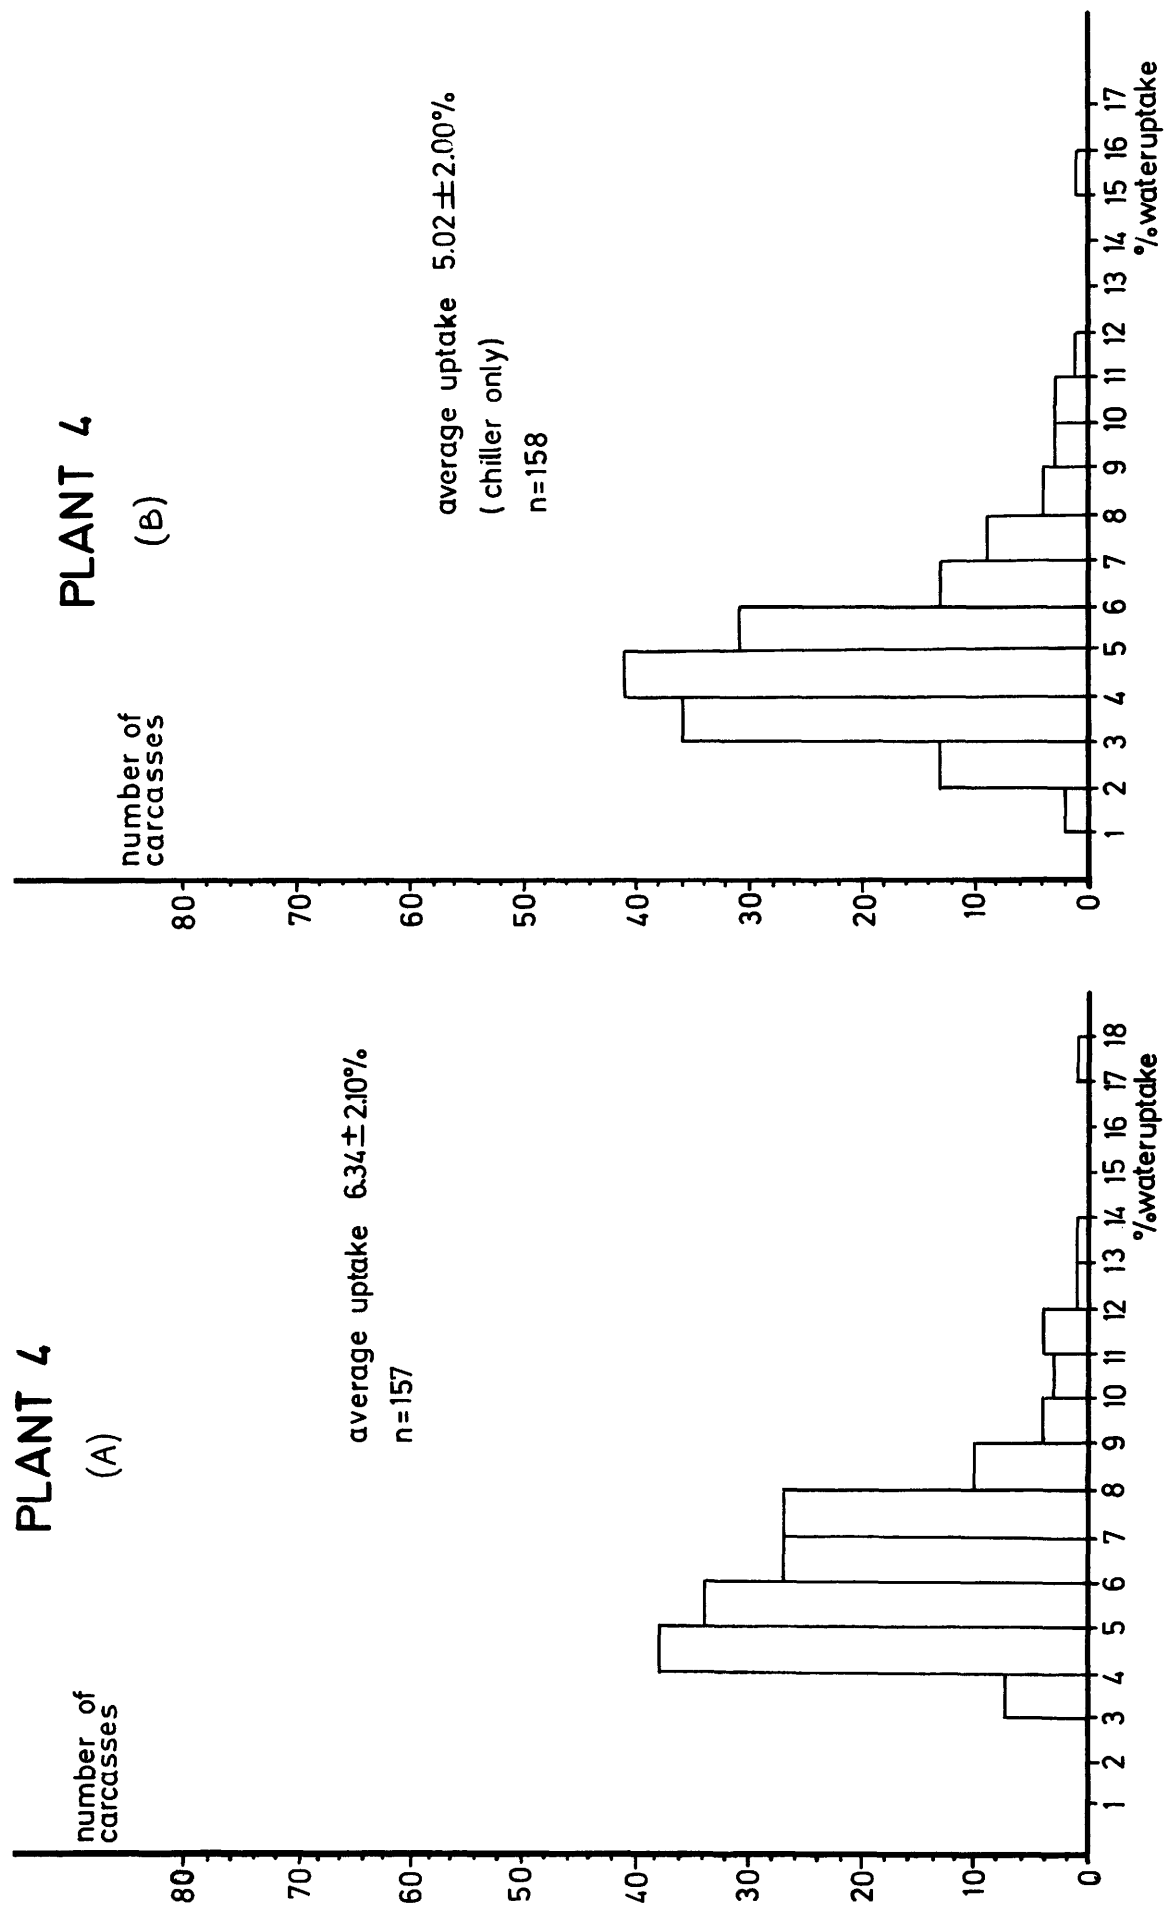 PLANT 4
(A)
number of
carcasses
average uptake 6.34±2.10%
n=157
80
70
60
50
40
30
20
10
0
1 2 3 4 5 6 7 8 9 10 11 12 13 14 15 16 17 18
%wateruptake
PLANT 4
(B)
number of
carcasses
average uptake 5.02±2.00%
(chiller only)
n=158
80
70
60
50
40
30
20
10
0
1 2 3 4 5 6 7 8 9 10 11 12 13 14 15 16 17
%wateruptake